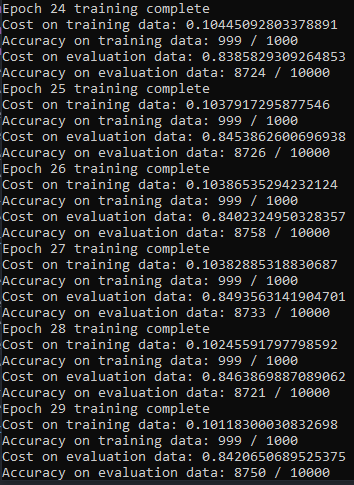 Epoch 24 training complete
Cost on training data: 0.10445092803378891
Accuracy on training data: 999 / 1000
Cost on evaluation data: 0.8385829309264853
Accuracy on evaluation data: 8724 / 10000
Epoch 25 training complete
Cost on training data: 0.1037917295877546
Accuracy on training data: 999 / 1000
Cost on evaluation data: 0.8453862600696938
Accuracy on evaluation data: 8726 / 10000
Epoch 26 training complete
Cost on training data: 0.10386535294232124
Accuracy on training data: 999 / 1000
Cost on evaluation data: 0.8402324950328357
Accuracy on evaluation data: 8758 / 10000
Epoch 27 training complete
Cost on training data: 0.10382885318830687
Accuracy on training data: 999 / 1000
Cost on evaluation data: 0.8493563141904701
Accuracy on evaluation data: 8733 / 10000
Epoch 28 training complete
Cost on training data: 0.10245591797798592
Accuracy on training data: 999 / 1000
Cost on evaluation data: 0.8463869887089062
Accuracy on evaluation data: 8721 / 10000
Epoch 29 training complete
Cost on training data: 0.10118300030832698
Accuracy on training data: 999 / 1000
Cost on evaluation data: 0.8420650689525375
Accuracy on evaluation data: 8750 / 10000